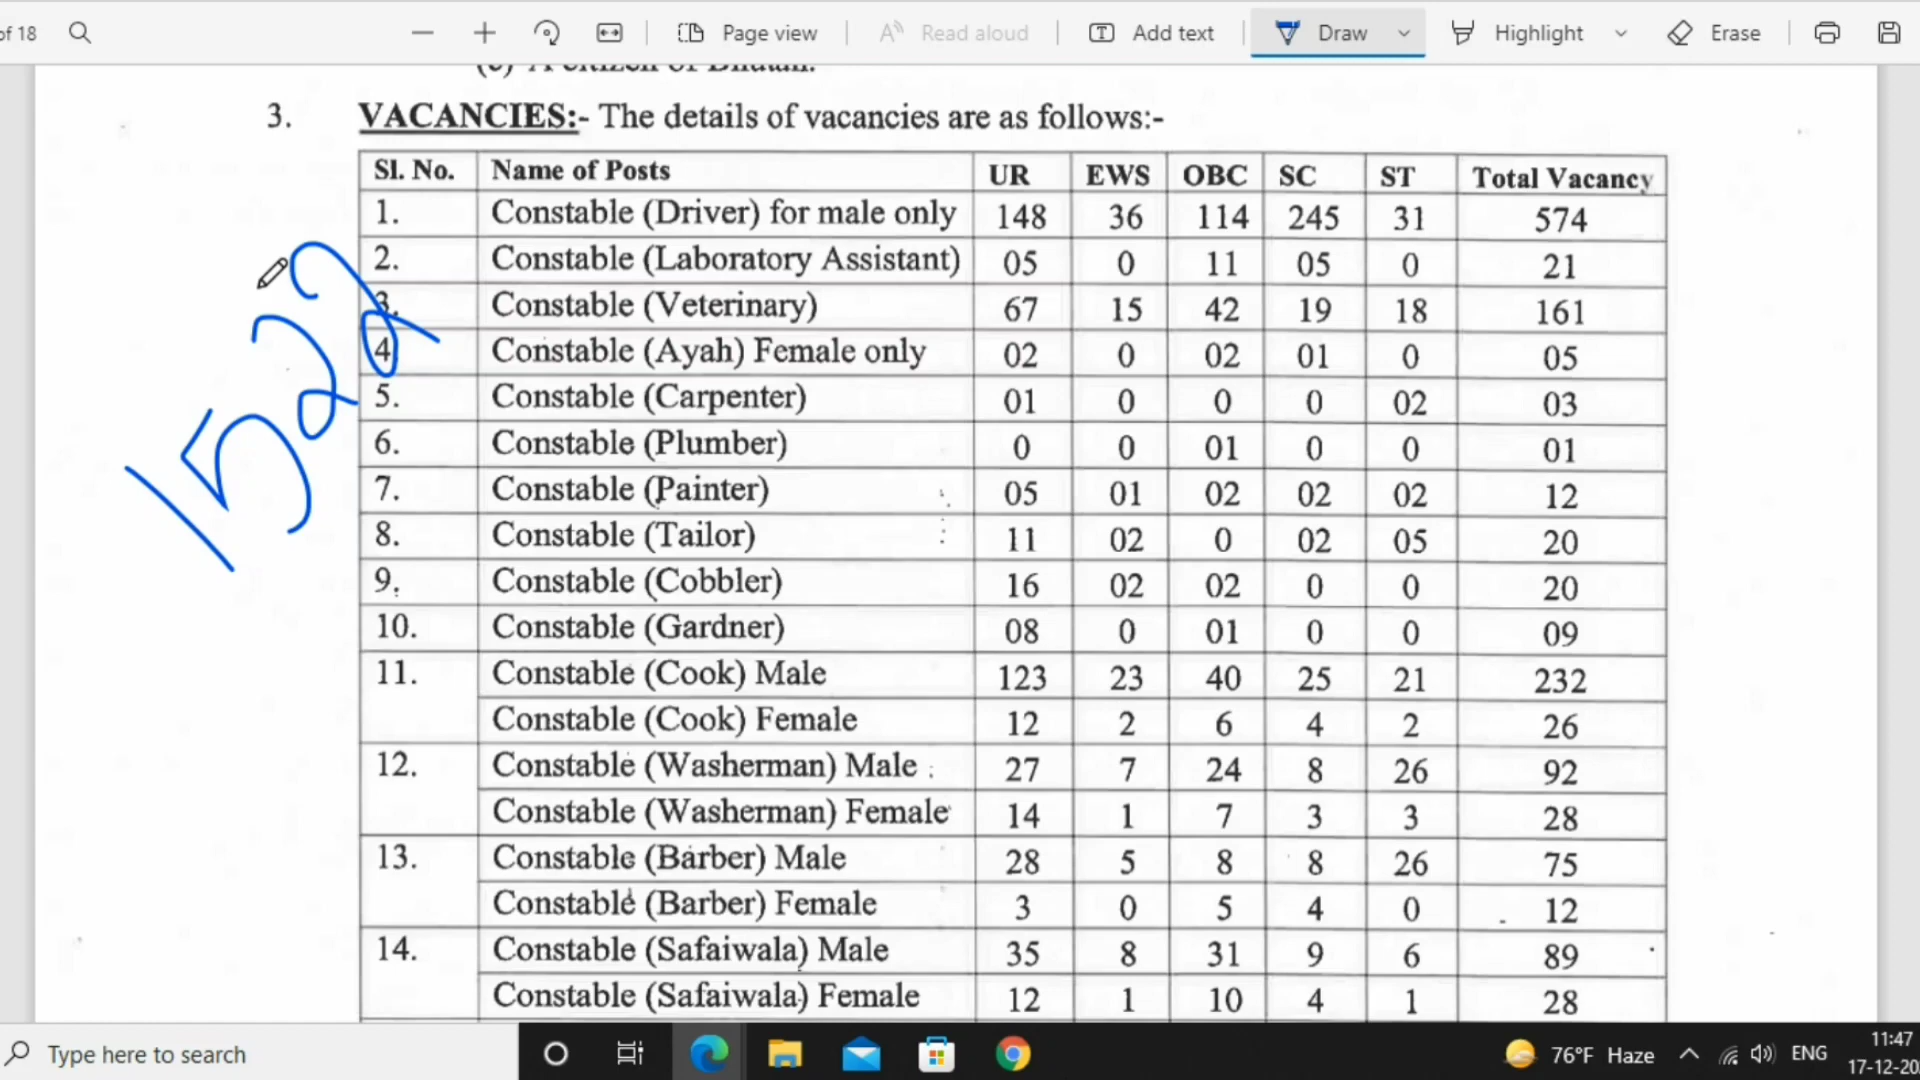 of 18 Page view Read aloud Add text Draw Highlight Erase
(c) A citizen of Bhutan.
3. VACANCIES:- The details of vacancies are as follows:-
Sl. No. Name of Posts UR EWS OBC SC ST Total Vacancy
1. Constable (Driver) for male only 148 36 114 245 31 574
2. Constable (Laboratory Assistant) 05 0 11 05 0 21
3. Constable (Veterinary) 67 15 42 19 18 161
4. Constable (Ayah) Female only 02 0 02 01 0 05
5. Constable (Carpenter) 01 0 0 0 02 03
6. Constable (Plumber) 0 0 01 0 0 01
7. Constable (Painter) 05 01 02 02 02 12
8. Constable (Tailor) 11 02 0 02 05 20
9. Constable (Cobbler) 16 02 02 0 0 20
10. Constable (Gardner) 08 0 01 0 0 09
11. Constable (Cook) Male 123 23 40 25 21 232
Constable (Cook) Female 12 2 6 4 2 26
12. Constable (Washerman) Male 27 7 24 8 26 92
Constable (Washerman) Female 14 1 7 3 3 28
13. Constable (Barber) Male 28 5 8 8 26 75
Constable (Barber) Female 3 0 5 4 0 12
14. Constable (Safaiwala) Male 35 8 31 9 6 89
Constable (Safaiwala) Female 12 1 10 4 1 28
1522
Type here to search 76°F Haze ENG 11:47
17-12-20